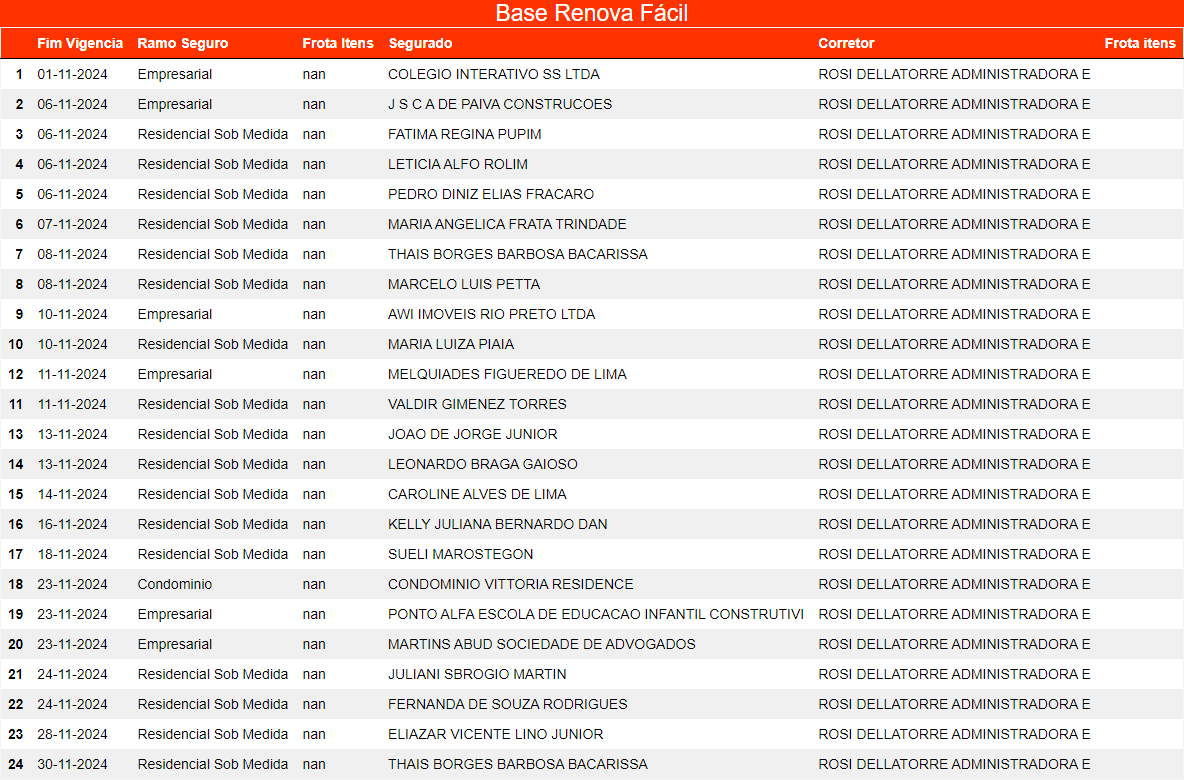 Base Renova Fácil
Fim Vigencia Ramo Seguro Frota Itens Segurado Corretor Frota itens
1 01-11-2024 Empresarial nan COLEGIO INTERATIVO SS LTDA ROSI DELLATORRE ADMINISTRADORA E
2 06-11-2024 Empresarial nan J S C A DE PAIVA CONSTRUCOES ROSI DELLATORRE ADMINISTRADORA E
3 06-11-2024 Residencial Sob Medida nan FATIMA REGINA PUPIM ROSI DELLATORRE ADMINISTRADORA E
4 06-11-2024 Residencial Sob Medida nan LETICIA ALFO ROLIM ROSI DELLATORRE ADMINISTRADORA E
5 06-11-2024 Residencial Sob Medida nan PEDRO DINIZ ELIAS FRACARO ROSI DELLATORRE ADMINISTRADORA E
6 07-11-2024 Residencial Sob Medida nan MARIA ANGELICA FRATA TRINDADE ROSI DELLATORRE ADMINISTRADORA E
7 08-11-2024 Residencial Sob Medida nan THAIS BORGES BARBOSA BACARISSA ROSI DELLATORRE ADMINISTRADORA E
8 08-11-2024 Residencial Sob Medida nan MARCELO LUIS PETTA ROSI DELLATORRE ADMINISTRADORA E
9 10-11-2024 Empresarial nan AWI IMOVEIS RIO PRETO LTDA ROSI DELLATORRE ADMINISTRADORA E
10 10-11-2024 Residencial Sob Medida nan MARIA LUIZA PIAIA ROSI DELLATORRE ADMINISTRADORA E
12 11-11-2024 Empresarial nan MELQUIADES FIGUEREDO DE LIMA ROSI DELLATORRE ADMINISTRADORA E
11 11-11-2024 Residencial Sob Medida nan VALDIR GIMENEZ TORRES ROSI DELLATORRE ADMINISTRADORA E
13 13-11-2024 Residencial Sob Medida nan JOAO DE JORGE JUNIOR ROSI DELLATORRE ADMINISTRADORA E
14 13-11-2024 Residencial Sob Medida nan LEONARDO BRAGA GAIOSO ROSI DELLATORRE ADMINISTRADORA E
15 14-11-2024 Residencial Sob Medida nan CAROLINE ALVES DE LIMA ROSI DELLATORRE ADMINISTRADORA E
16 16-11-2024 Residencial Sob Medida nan KELLY JULIANA BERNARDO DAN ROSI DELLATORRE ADMINISTRADORA E
17 18-11-2024 Residencial Sob Medida nan SUELI MAROSTEGON ROSI DELLATORRE ADMINISTRADORA E
18 23-11-2024 Condominio nan CONDOMINIO VITTORIA RESIDENCE ROSI DELLATORRE ADMINISTRADORA E
19 23-11-2024 Empresarial nan PONTO ALFA ESCOLA DE EDUCACAO INFANTIL CONSTRUTIVI ROSI DELLATORRE ADMINISTRADORA E
20 23-11-2024 Empresarial nan MARTINS ABUD SOCIEDADE DE ADVOGADOS ROSI DELLATORRE ADMINISTRADORA E
21 24-11-2024 Residencial Sob Medida nan JULIANI SBROGIO MARTIN ROSI DELLATORRE ADMINISTRADORA E
22 24-11-2024 Residencial Sob Medida nan FERNANDA DE SOUZA RODRIGUES ROSI DELLATORRE ADMINISTRADORA E
23 28-11-2024 Residencial Sob Medida nan ELIAZAR VICENTE LINO JUNIOR ROSI DELLATORRE ADMINISTRADORA E
24 30-11-2024 Residencial Sob Medida nan THAIS BORGES BARBOSA BACARISSA ROSI DELLATORRE ADMINISTRADORA E